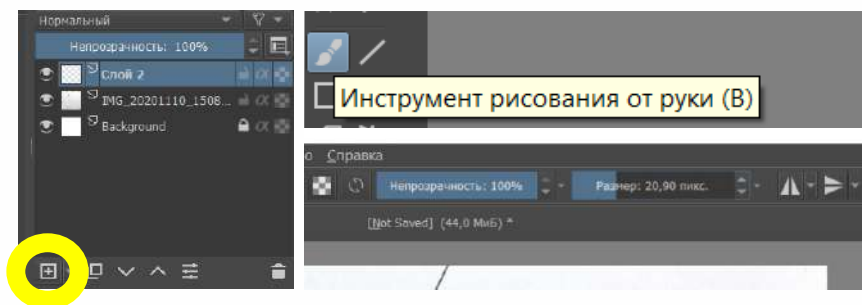 Нормальный
Непрозрачность: 100%
Слой 2
IMG_20201110_1508...
Background
Инструмент рисования от руки (B)
Справка
Непрозрачность: 100%
Размер: 20,90 пикс.
[Not Saved] (44,0 МиБ) *